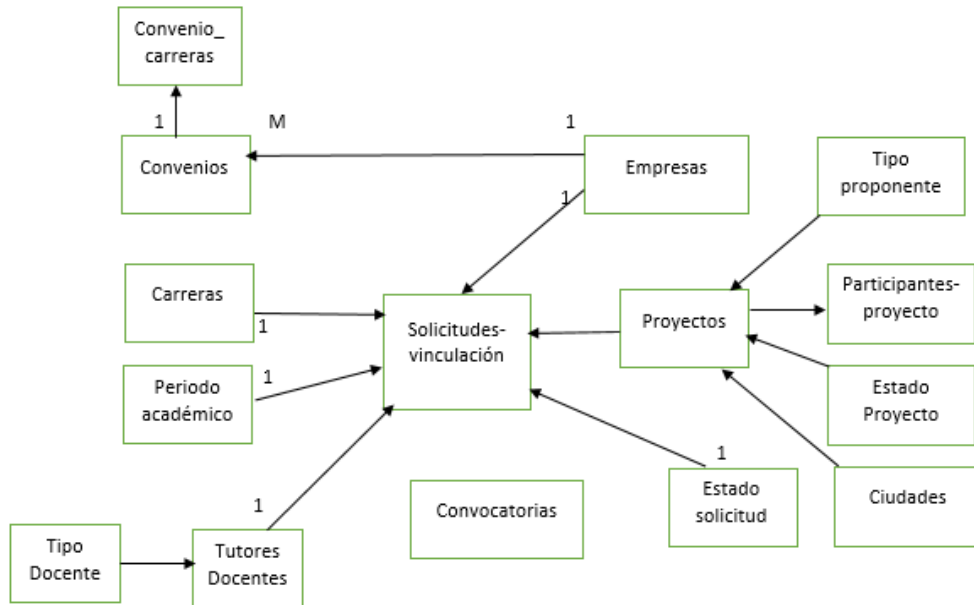 Convenio_
carreras
1
M
1
Convenios
Empresas
Tipo
proponente
1
Carreras
1
Solicitudes-
vinculación
Proyectos
Participantes-
proyecto
Periodo
académico
1
Estado
Proyecto
1
1
Convocatorias
Estado
solicitud
Ciudades
Tipo
Docente
Tutores
Docentes